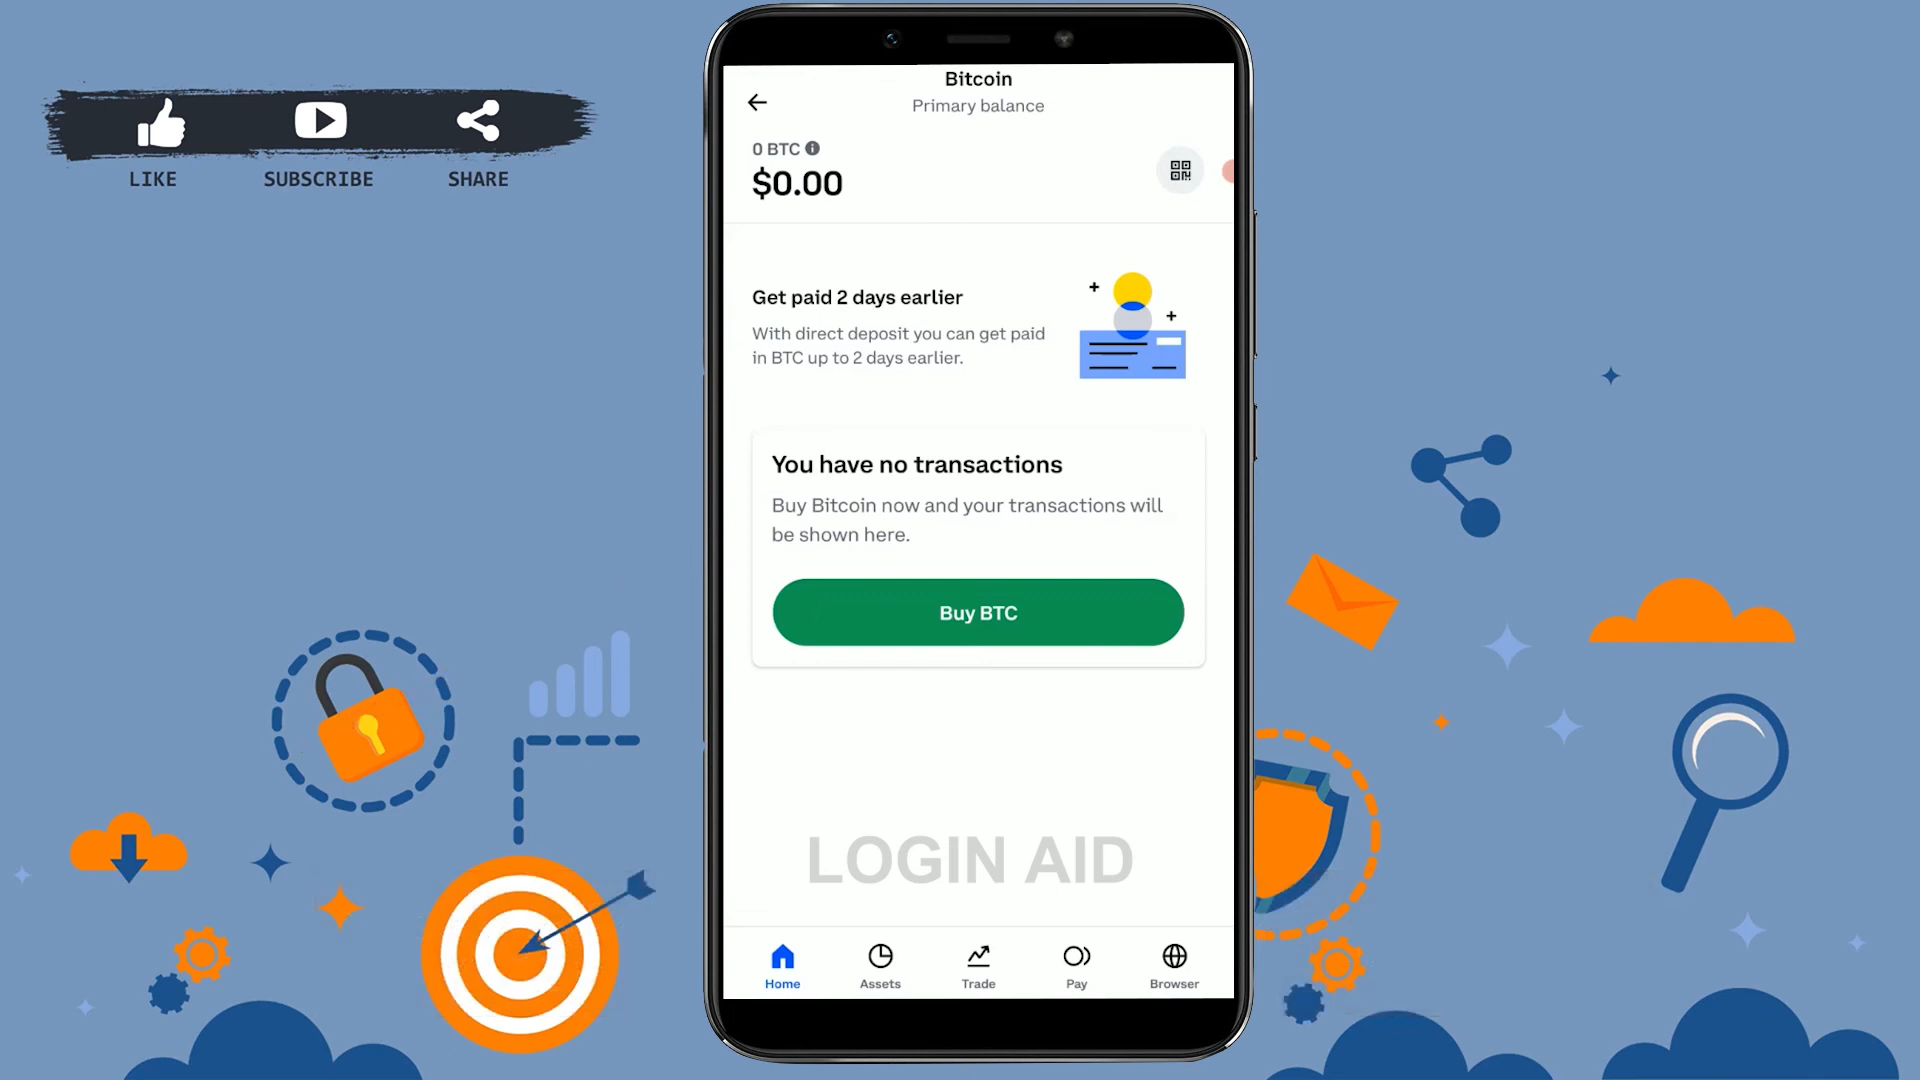 LIKE
SUBSCRIBE
SHARE
Bitcoin
Primary balance
0 BTC
$0.00
Get paid 2 days earlier
With direct deposit you can get paid
in BTC up to 2 days earlier.
You have no transactions
Buy Bitcoin now and your transactions will
be shown here.
Buy BTC
LOGIN AID
Home
Assets
Trade
Pay
Browser